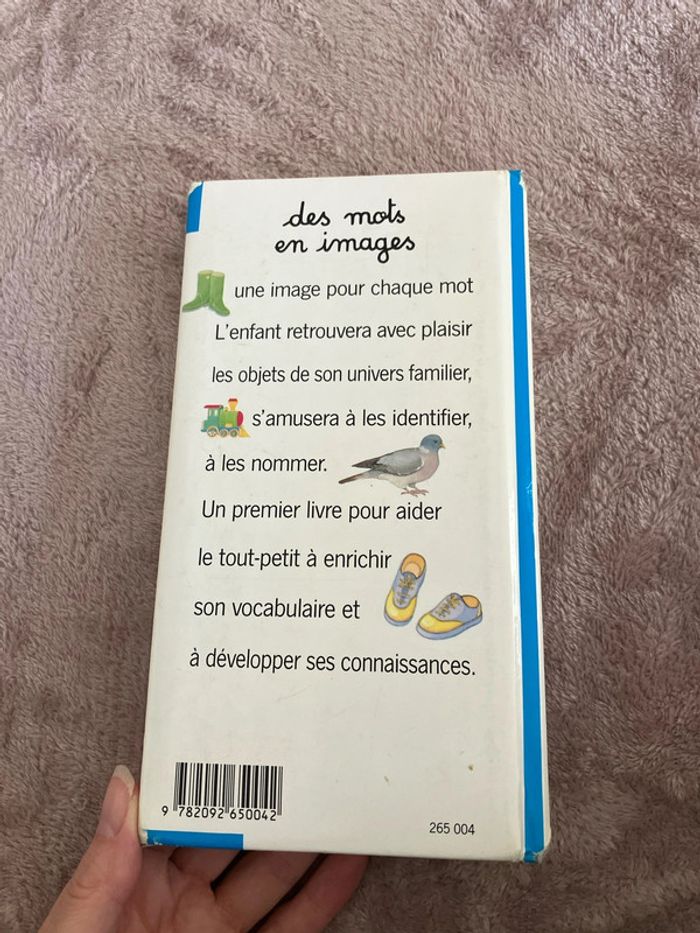 des mots
en images
une image pour chaque mot
L'enfant retrouvera avec plaisir
les objets de son univers familier,
s'amusera à les identifier,
à les nommer.
Un premier livre pour aider
le tout-petit à enrichir
son vocabulaire et
à développer ses connaissances.
9 782092 650042
265 004